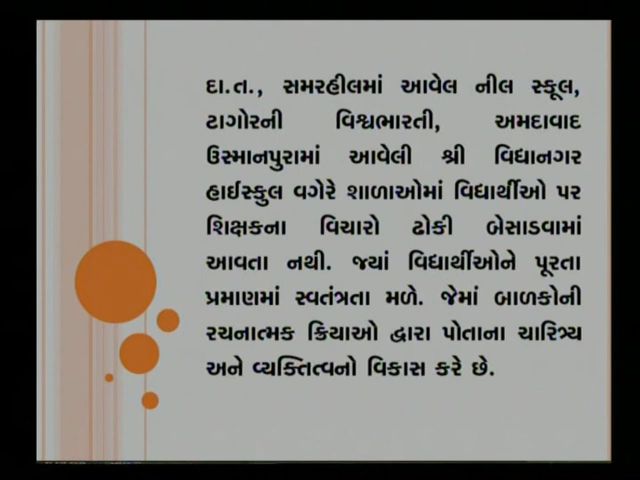 દા.ત., સમરહીલમાં આવેલ નીલ સ્કૂલ,
ટાગોરની વિશ્વભારતી, અમદાવાદ
ઉસ્માનપુરામાં આવેલી શ્રી વિદ્યાનગર
હાઈસ્કુલ વગેરે શાળાઓમાં વિદ્યાર્થીઓ પર
શિક્ષકના વિચારો ઠોકી બેસાડવામાં
આવતા નથી. જ્યાં વિદ્યાર્થીઓને પૂરતા
પ્રમાણમાં સ્વતંત્રતા મળે. જેમાં બાળકોની
રચનાત્મક ક્રિયાઓ દ્વારા પોતાના ચારિત્ર્ય
અને વ્યક્તિત્વનો વિકાસ કરે છે.